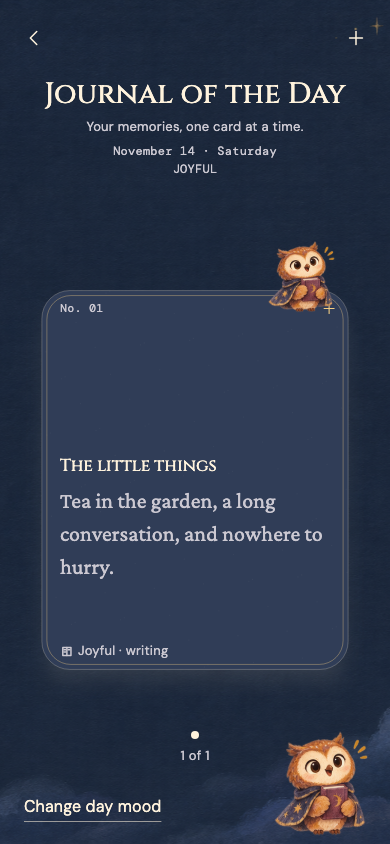 Journal of the Day
Your memories, one card at a time.
November 14 · Saturday
JOYFUL
No. 01
The little things
Tea in the garden, a long
conversation, and nowhere to
hurry.
Joyful · writing
1 of 1
Change day mood